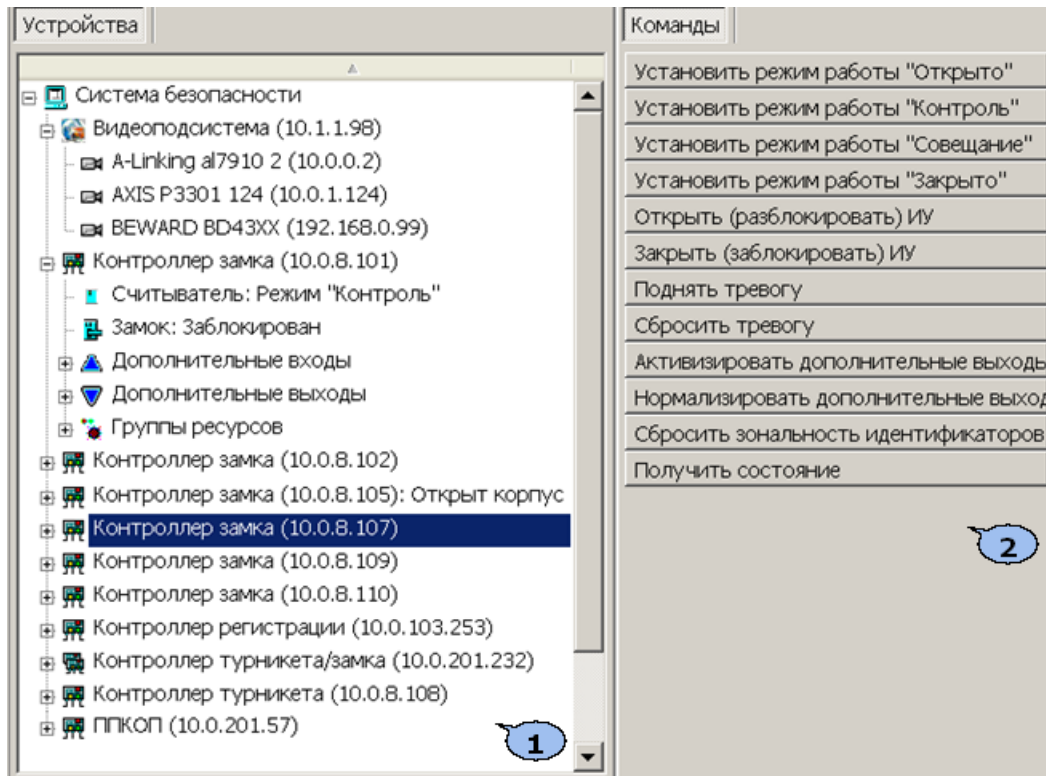 Устройства
Система безопасности
Видеоподсистема (10.1.1.98)
A-Linking al7910 2 (10.0.0.2)
AXIS P3301 124 (10.0.1.124)
BEWARD BD43XX (192.168.0.99)
Контроллер замка (10.0.8.101)
Считыватель: Режим "Контроль"
Замок: Заблокирован
Дополнительные входы
Дополнительные выходы
Группы ресурсов
Контроллер замка (10.0.8.102)
Контроллер замка (10.0.8.105): Открыт корпус
Контроллер замка (10.0.8.107)
Контроллер замка (10.0.8.109)
Контроллер замка (10.0.8.110)
Контроллер регистрации (10.0.103.253)
Контроллер турникета/замка (10.0.201.232)
Контроллер турникета (10.0.8.108)
ППКОП (10.0.201.57)
1
Команды
Установить режим работы "Открыто"
Установить режим работы "Контроль"
Установить режим работы "Совещание"
Установить режим работы "Закрыто"
Открыть (разблокировать) ИУ
Закрыть (заблокировать) ИУ
Поднять тревогу
Сбросить тревогу
Активизировать дополнительные выходы
Нормализировать дополнительные выход
Сбросить зональность идентификаторов
Получить состояние
2